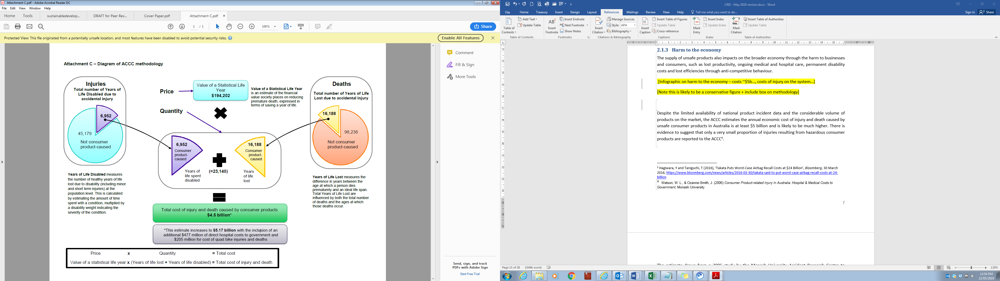 Attachment C.pdf - Adobe Acrobat Reader DC
File Edit View Window Help
Home Tools sustainabledevelop... DRAFT for Peer Rev... Cover Paper.pdf Attachment C.pdf ×
1 / 1 100% Share
Protected View: This file originated from a potentially unsafe location, and most features have been disabled to avoid potential security risks. Enable All Features
Attachment C – Diagram of ACCC methodology
Injuries
Total number of Years of
Life Disabled due to
accidental injury
6,952
45,179
Not consumer
product-caused
Years of Life Disabled measures
the number of healthy years of life
lost due to disability (including minor
and short term injuries) at the
population level. This is calculated
by estimating the amount of time
spent with a condition, multiplied by
a disability weight indicating the
severity of the condition.
Price
Value of a Statistical Life
Year
$194,202
Value of a Statistical Life Year
is an estimate of the financial
value society places on reducing
premature death, expressed in
terms of saving a year of life.
Quantity
6,952
Consumer
product-
caused
Years of
life spent
disabled
(=23,140)
16,188
Consumer
product-
caused
Years
of life
lost
Deaths
Total number of Years of Life
Lost due to accidental injury
16,188
98,238
Not consumer
product-caused
Years of Life Lost measures the
difference in years between the
age at which a person dies
prematurely and an ideal life span.
Total Years of Life Lost are
influenced by both the total number
of deaths and the ages at which
those deaths occur.
Total cost of injury and death caused by consumer products
$4.5 billion*
*This estimate increases to $5.17 billion with the inclusion of an
additional $477 million of direct hospital costs to government and
$205 million for cost of quad bike injuries and deaths
Price x Quantity = Total cost
Value of a statistical life year x (Years of life lost + Years of life disabled) = Total cost of injury and death
Comment
Fill & Sign
More Tools
Send, sign, and track
PDFs with Adobe Sign
Start Free Trial
CRIS - May 2019 version.docx - Word
File Home Treasury Insert Design Layout References Mailings Review View Help Tell me what you want to do... Sign in Share
Table of
Contents
Add Text
Update Table
Table of Contents
AB1
Insert
Footnote
Insert Endnote
Next Footnote
Show Notes
Footnotes
Insert
Citation
Manage Sources
Style: APA
Bibliography
Citations & Bibliography
Insert
Caption
Insert Table of Figures
Update Table
Cross-reference
Captions
Mark
Entry
Insert Index
Update Index
Index
Mark
Citation
Insert Table of Authorities
Update Table
Table of Authorities
2.1.3 Harm to the economy
The supply of unsafe products also impacts on the broader economy through the harm to businesses
and consumers, such as lost productivity, ongoing medical and hospital care, permanent disability
costs and lost efficiencies through anti-competitive behaviour.
[Infographic on harm to the economy – costs ~$5b..., costs of injury on the system...]
[Note this is likely to be a conservative figure + include box on methodology]
Despite the limited availability of national product incident data and the considerable volume of
products on the market, the ACCC estimates the annual economic cost of injury and death caused by
unsafe consumer products in Australia is at least $5 billion and is likely to be much higher. There is
evidence to suggest that only a very small proportion of injuries resulting from hazardous consumer
products are reported to the ACCC4.
3 Hagiwara, Y and Taniguchi, T (2016), 'Takata Puts Worst-Case Airbag Recall Costs at $24 Billion', Bloomberg, 30 March
2016, https://www.bloomberg.com/news/articles/2016-03-30/takata-said-to-put-worst-case-airbag-recall-costs-at-24-
billion
4 Watson, W. L., & Ozanne-Smith, J. (2006) Consumer Product-related Injury In Australia: Hospital & Medical Costs to
Government, Monash University
7
Page 15 of 38 10496 words 120%
12:54 PM
22/05/2019